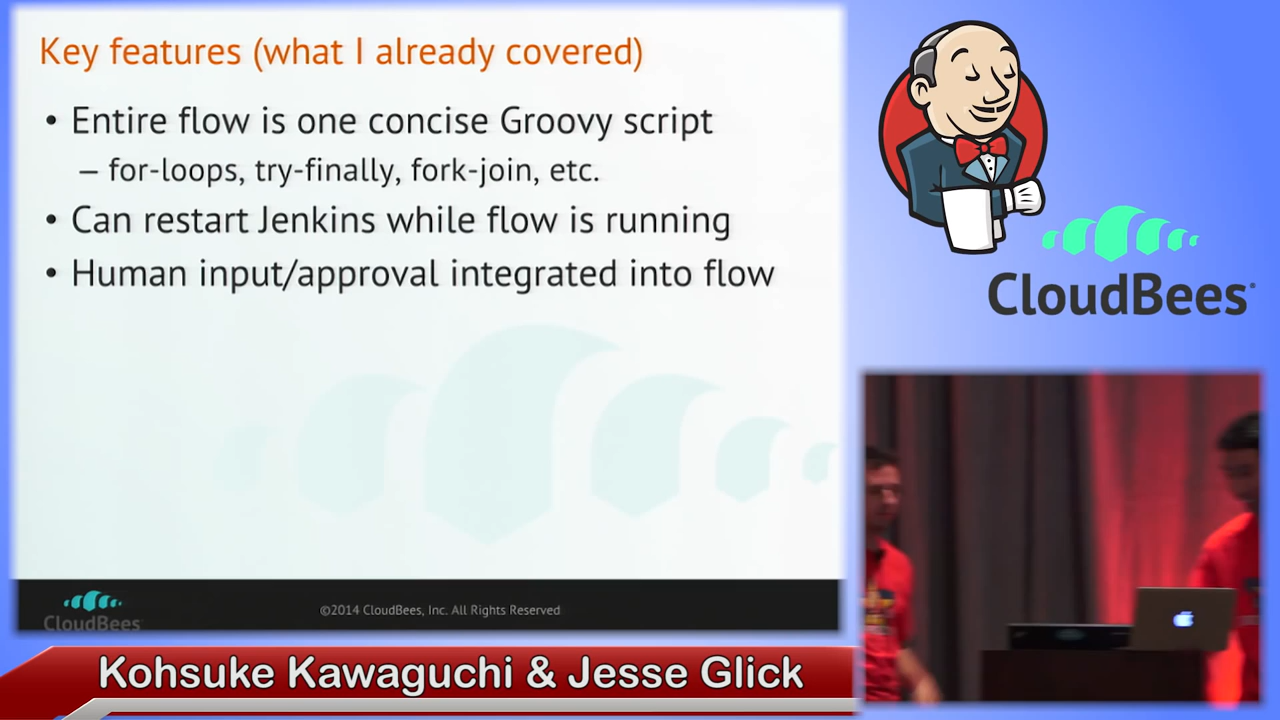 Key features (what I already covered)
• Entire flow is one concise Groovy script
– for-loops, try-finally, fork-join, etc.
• Can restart Jenkins while flow is running
• Human input/approval integrated into flow
CloudBees
©2014 CloudBees, Inc. All Rights Reserved
CloudBees
Kohsuke Kawaguchi & Jesse Glick